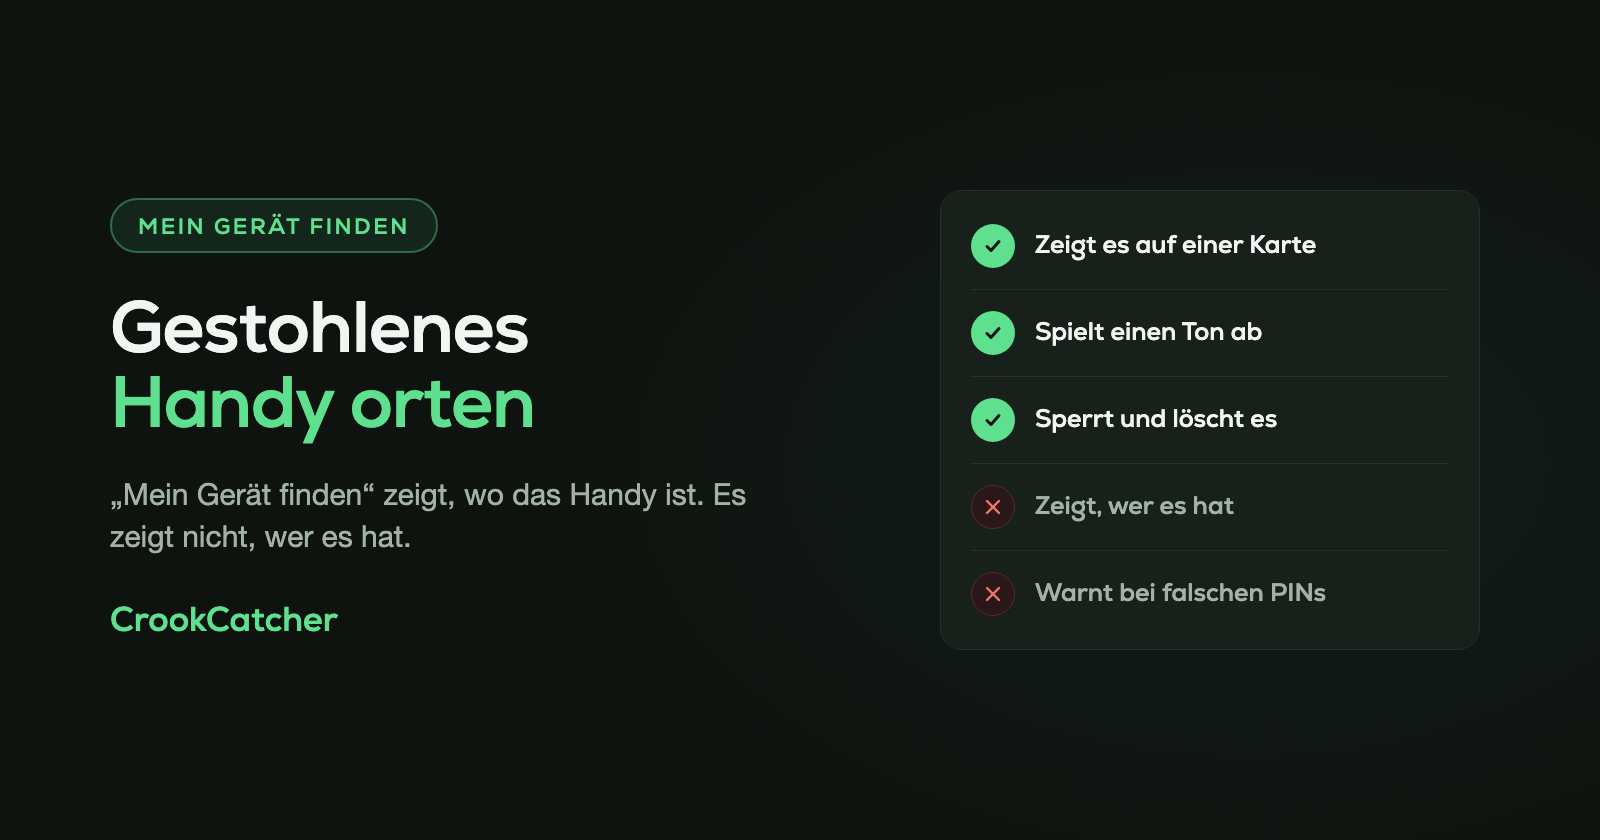 MEIN GERÄT FINDEN
Gestohlenes
Handy orten
„Mein Gerät finden“ zeigt, wo das Handy ist. Es
zeigt nicht, wer es hat.
CrookCatcher
Zeigt es auf einer Karte
Spielt einen Ton ab
Sperrt und löscht es
Zeigt, wer es hat
Warnt bei falschen PINs